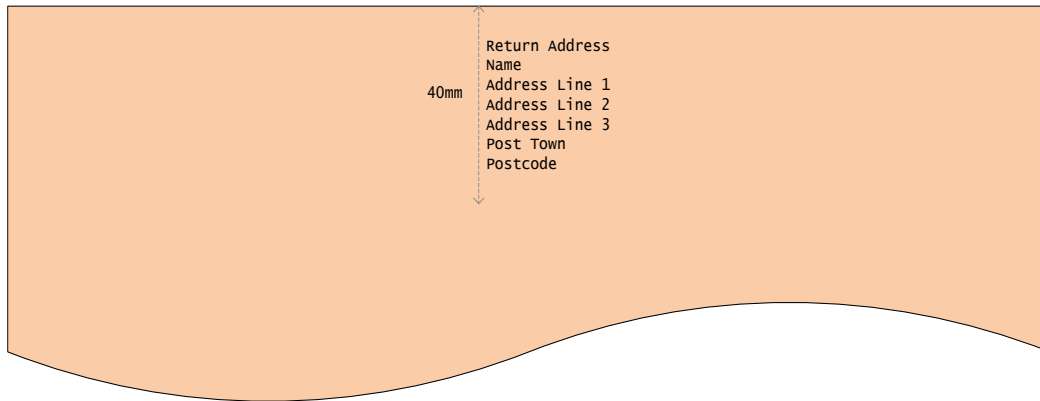 Return Address
Name
40mm
Address Line 1
Address Line 2
Address Line 3
Post Town
Postcode